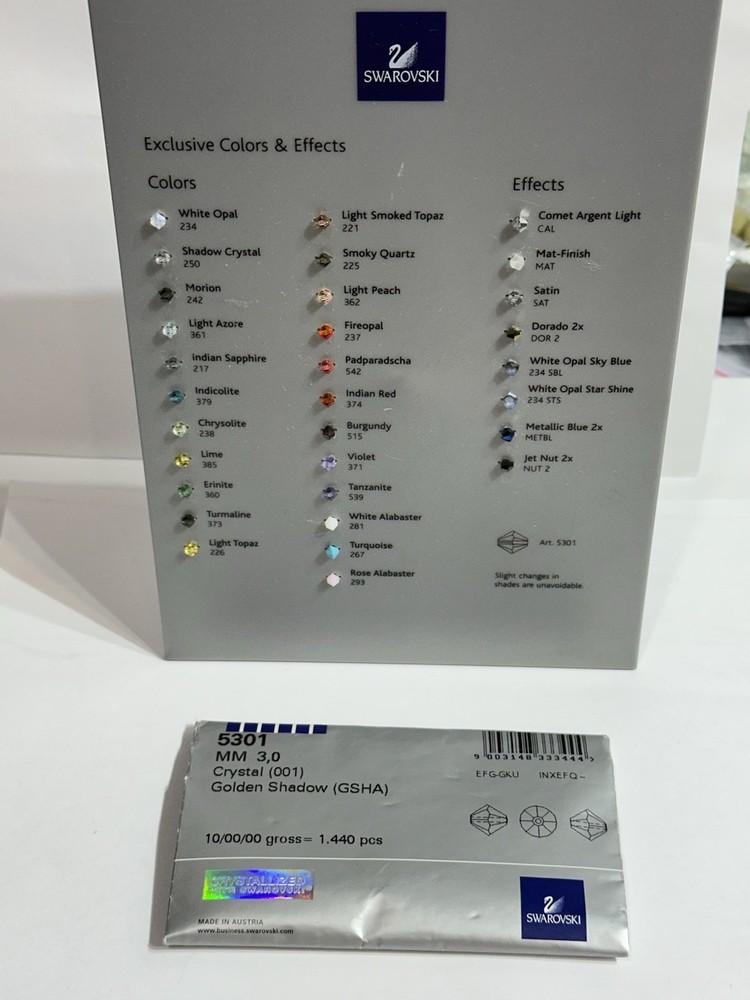 SWAROVSKI
Exclusive Colors & Effects
Colors
White Opal
234
Shadow Crystal
250
Morion
242
Light Azore
361
Indian Sapphire
217
Indicolite
379
Chrysolite
238
Lime
385
Erinite
360
Turmaline
373
Light Topaz
226
Light Smoked Topaz
221
Smoky Quartz
225
Light Peach
362
Fireopal
237
Padparadscha
542
Indian Red
374
Burgundy
515
Violet
371
Tanzanite
539
White Alabaster
281
Turquoise
267
Rose Alabaster
293
Effects
Comet Argent Light
CAL
Mat-Finish
MAT
Satin
SAT
Dorado 2x
DOR 2
White Opal Sky Blue
234 SBL
White Opal Star Shine
234 STS
Metallic Blue 2x
METBL
Jet Nut 2x
NUT 2
Art. 5301
Slight changes in
shades are unavoidable.
5301
MM 3,0
Crystal (001)
Golden Shadow (GSHA)
10/00/00 gross= 1.440 pcs
9 003148 333444 >
EFG-GKU INXEFQ–
CRYSTALLIZED
WITH SWAROVSKI
MADE IN AUSTRIA
www.business.swarovski.com
SWAROVSKI